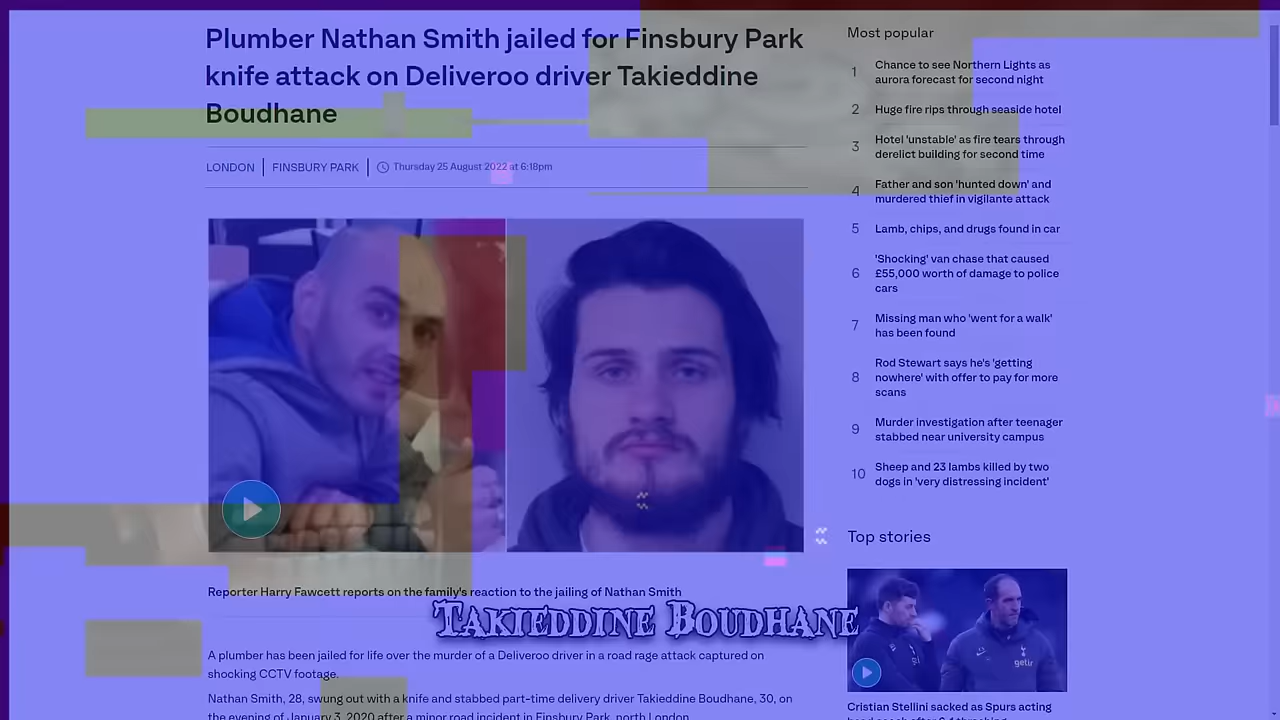 Plumber Nathan Smith jailed for Finsbury Park
knife attack on Deliveroo driver Takieddine
Boudhane
LONDON
FINSBURY PARK
Thursday 25 August 2022 at 6:18pm
Reporter Harry Fawcett reports on the family's reaction to the jailing of Nathan Smith
TAKIEDDINE BOUDHANE
A plumber has been jailed for life over the murder of a Deliveroo driver in a road rage attack captured on
shocking CCTV footage.
Nathan Smith, 28, swung out with a knife and stabbed part-time delivery driver Takieddine Boudhane, 30, on
the evening of January 3, 2020 after a minor road incident in Finsbury Park, north London.
Most popular
1 Chance to see Northern Lights as
aurora forecast for second night
2 Huge fire rips through seaside hotel
3 Hotel 'unstable' as fire tears through
derelict building for second time
4 Father and son 'hunted down' and
murdered thief in vigilante attack
5 Lamb, chips, and drugs found in car
6 'Shocking' van chase that caused
£55,000 worth of damage to police
cars
7 Missing man who 'went for a walk'
has been found
8 Rod Stewart says he's 'getting
nowhere' with offer to pay for more
scans
9 Murder investigation after teenager
stabbed near university campus
10 Sheep and 23 lambs killed by two
dogs in 'very distressing incident'
Top stories
Cristian Stellini sacked as Spurs acting
head coach after 6-1 thrashing